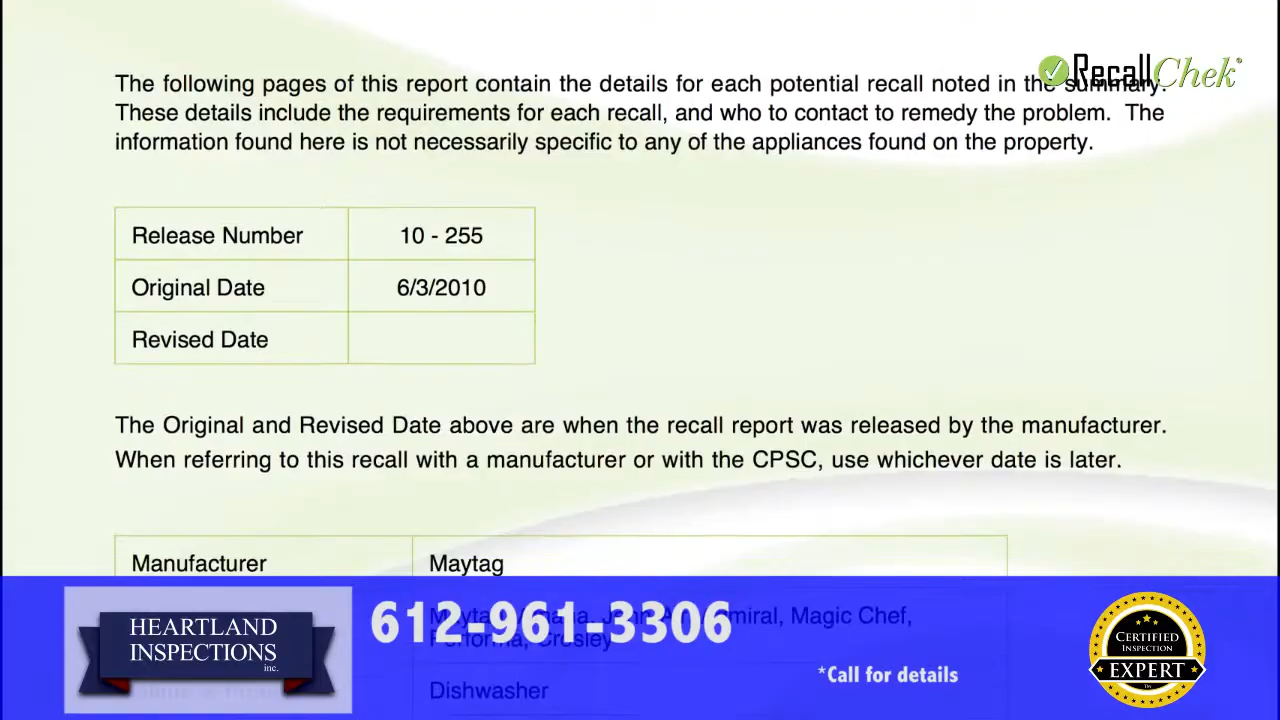 RecallChek
The following pages of this report contain the details for each potential recall noted in the summary.
These details include the requirements for each recall, and who to contact to remedy the problem. The
information found here is not necessarily specific to any of the appliances found on the property.
Release Number 10 - 255
Original Date 6/3/2010
Revised Date
The Original and Revised Date above are when the recall report was released by the manufacturer.
When referring to this recall with a manufacturer or with the CPSC, use whichever date is later.
Manufacturer Maytag
Admiral, Magic Chef,
Performa, Crosley
Dishwasher
HEARTLAND
INSPECTIONS
inc.
612-961-3306
*Call for details
CERTIFIED
INSPECTION
EXPERT